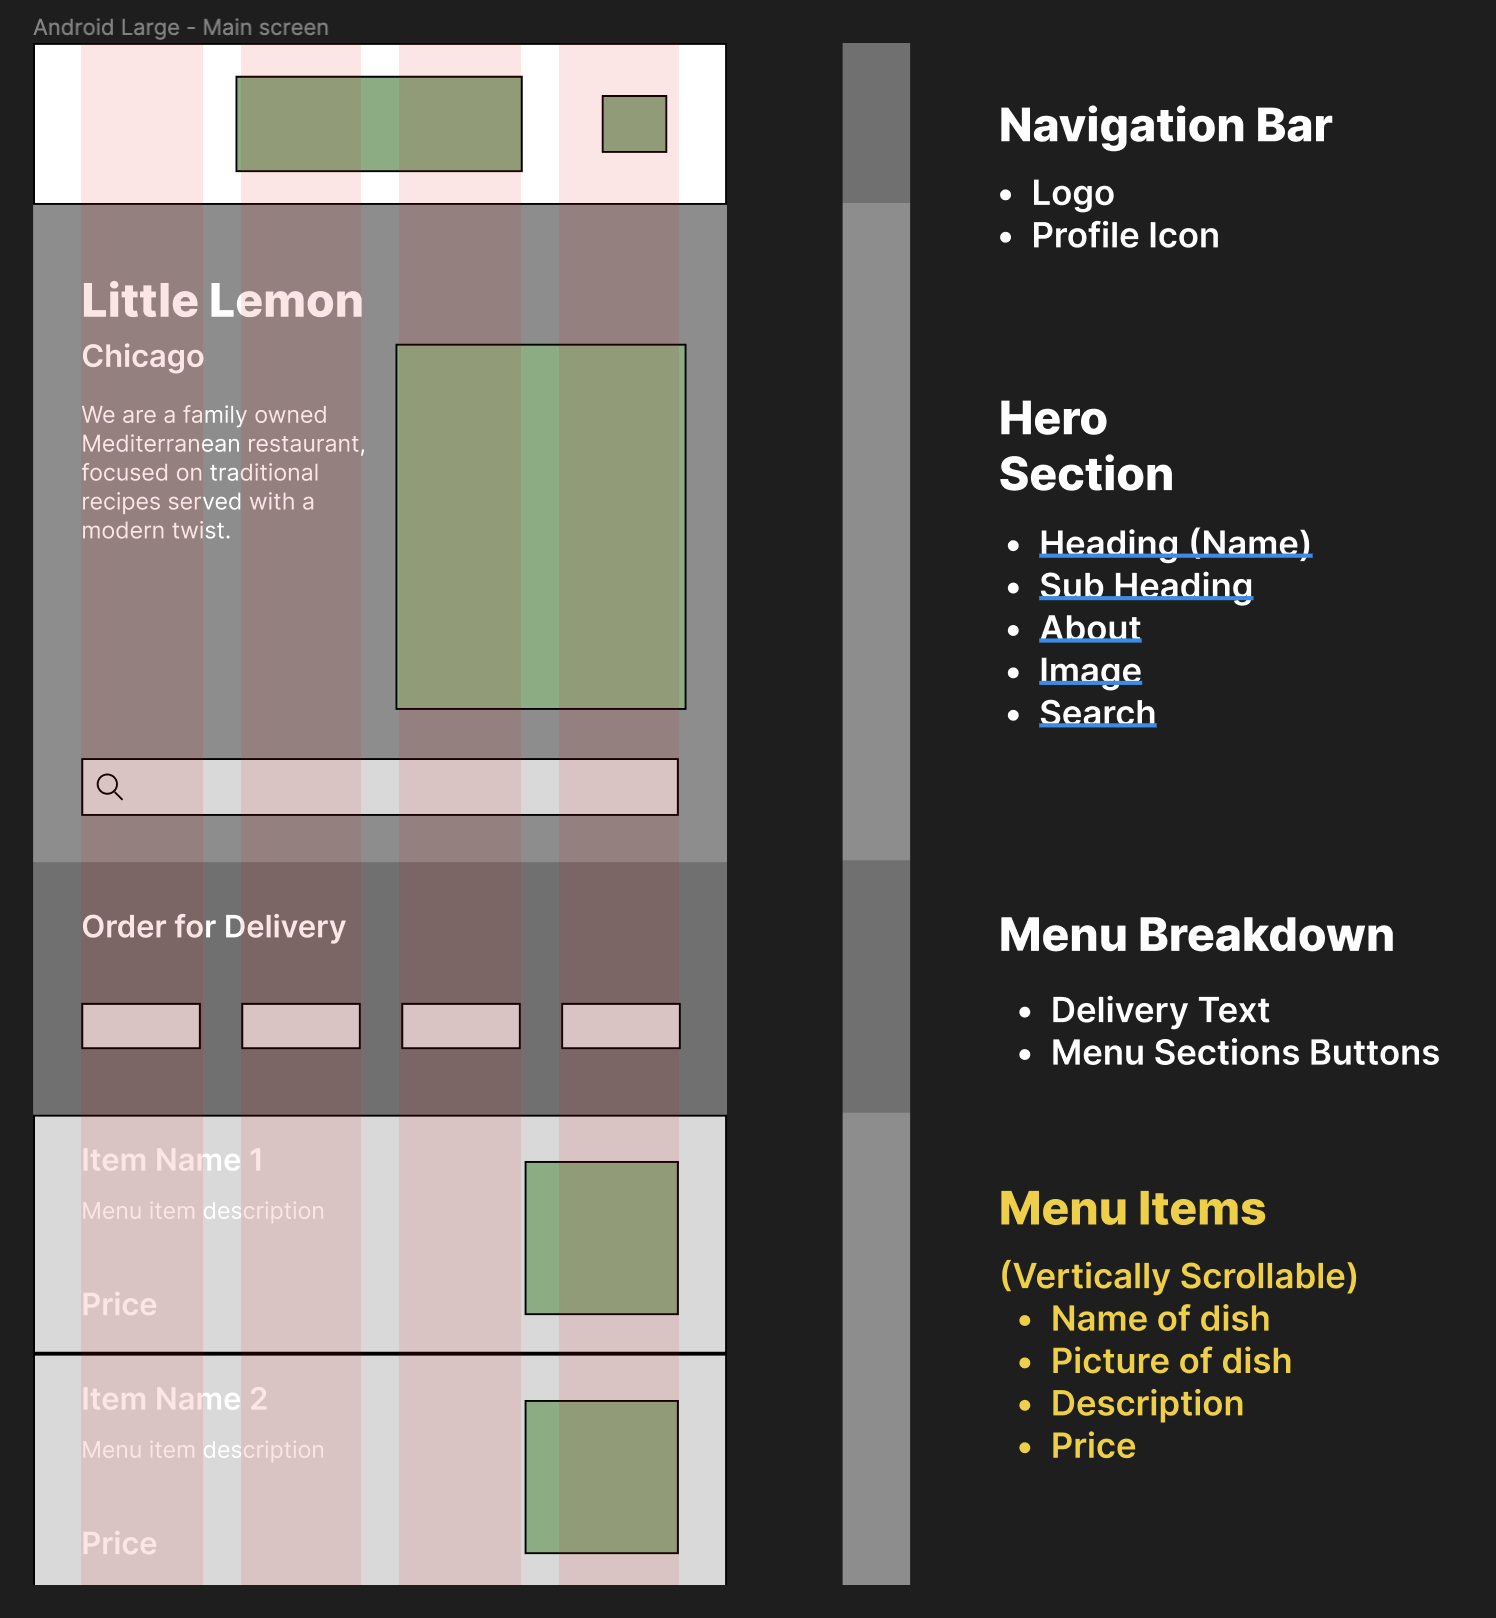 Android Large - Main screen
Little Lemon
Chicago
We are a family owned
Mediterranean restaurant,
focused on traditional
recipes served with a
modern twist.
Order for Delivery
Item Name 1
Menu item description
Price
Item Name 2
Menu item description
Price
Navigation Bar
• Logo
• Profile Icon
Hero
Section
• Heading (Name)
• Sub Heading
• About
• Image
• Search
Menu Breakdown
• Delivery Text
• Menu Sections Buttons
Menu Items
(Vertically Scrollable)
• Name of dish
• Picture of dish
• Description
• Price